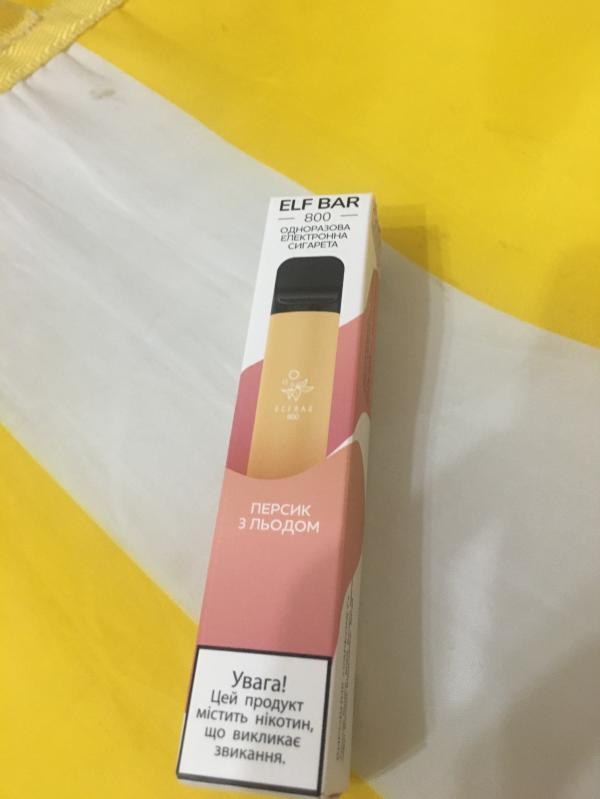 ELF BAR
800
ОДНОРАЗОВА
ЕЛЕКТРОННА
СИГАРЕТА
ELFBAR
800
ПЕРСИК
З ЛЬОДОМ
Увага!
Цей продукт
містить нікотин,
що викликає
звикання.